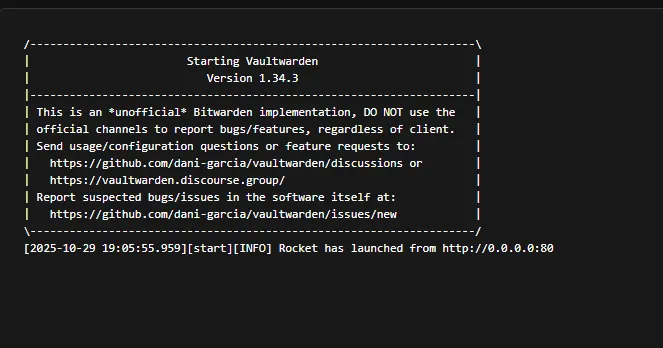 /--------------------------------------------------------------------\
|                        Starting Vaultwarden                        |
|                           Version 1.34.3                           |
|--------------------------------------------------------------------|
| This is an *unofficial* Bitwarden implementation, DO NOT use the   |
| official channels to report bugs/features, regardless of client.   |
| Send usage/configuration questions or feature requests to:         |
|   https://github.com/dani-garcia/vaultwarden/discussions or        |
|   https://vaultwarden.discourse.group/                             |
| Report suspected bugs/issues in the software itself at:            |
|   https://github.com/dani-garcia/vaultwarden/issues/new            |
\--------------------------------------------------------------------/
[2025-10-29 19:05:55.959][start][INFO] Rocket has launched from http://0.0.0.0:80